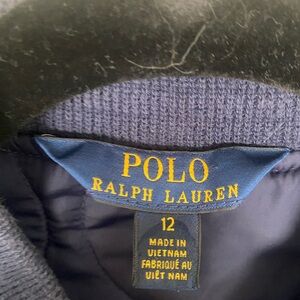 POLO
RALPH LAUREN
12
MADE IN
VIETNAM
FABRIQUÉ AU
VIÊT NAM